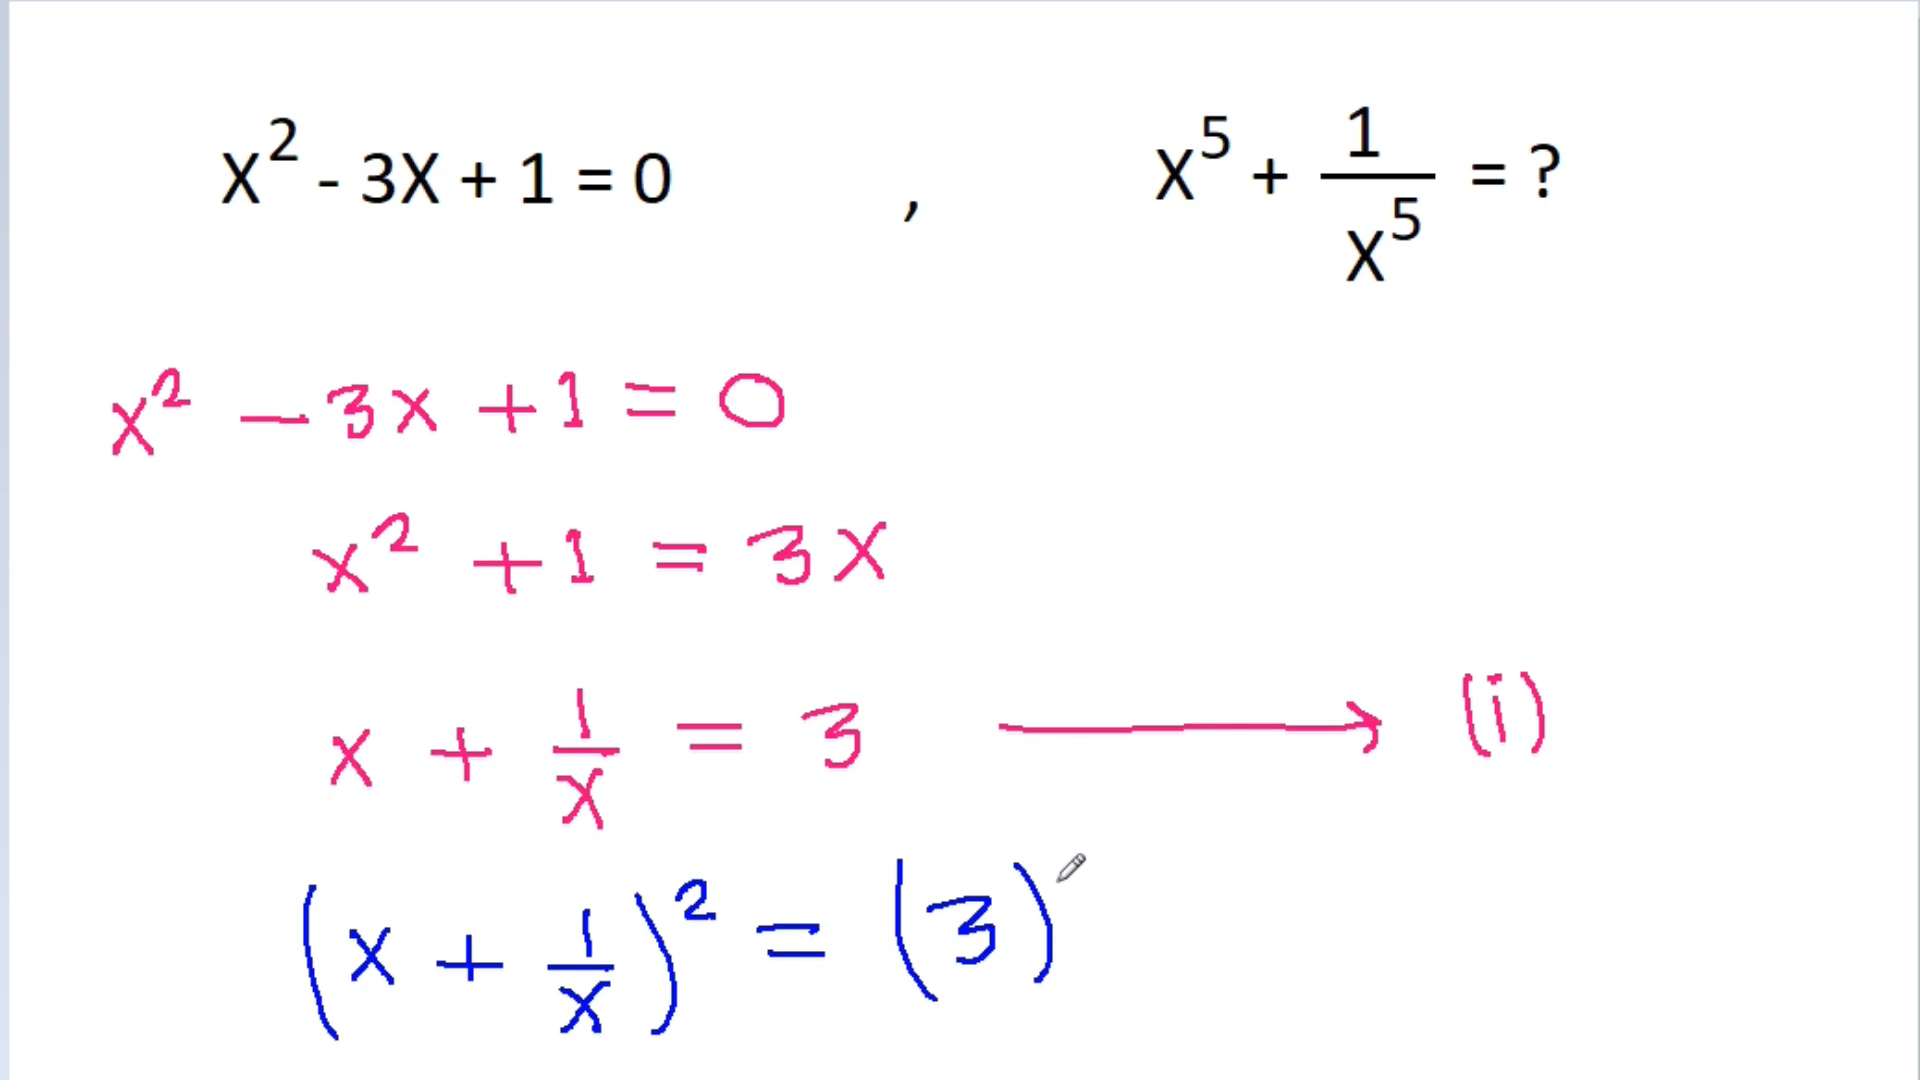 X² - 3X + 1 = 0 , X⁵ + 1/X⁵ = ?
x² - 3x + 1 = 0
x² + 1 = 3x
x + 1/x = 3 → (i)
(x + 1/x)² = (3)